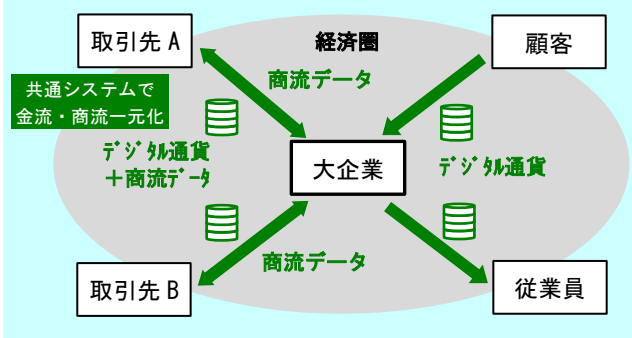 取引先 A
経済圏
顧客
商流データ
共通システムで
金流・商流一元化
ﾃﾞｼﾞﾀﾙ通貨
＋商流ﾃﾞｰﾀ
大企業
ﾃﾞｼﾞﾀﾙ通貨
商流データ
取引先 B
従業員